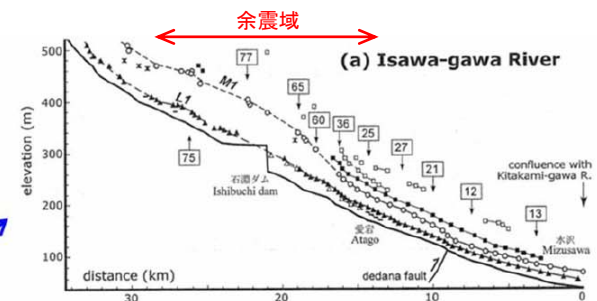 余震域
(a) Isawa-gawa River
500
400
300
200
100
elevation (m)
M1
L1
77
65
60
36
25
27
21
12
13
75
confluence with
Kitakami-gawa R.
石淵ダム
Ishibuchi dam
愛宕
Atago
水沢
Mizusawa
dedana fault
distance (km)
30
20
10
0